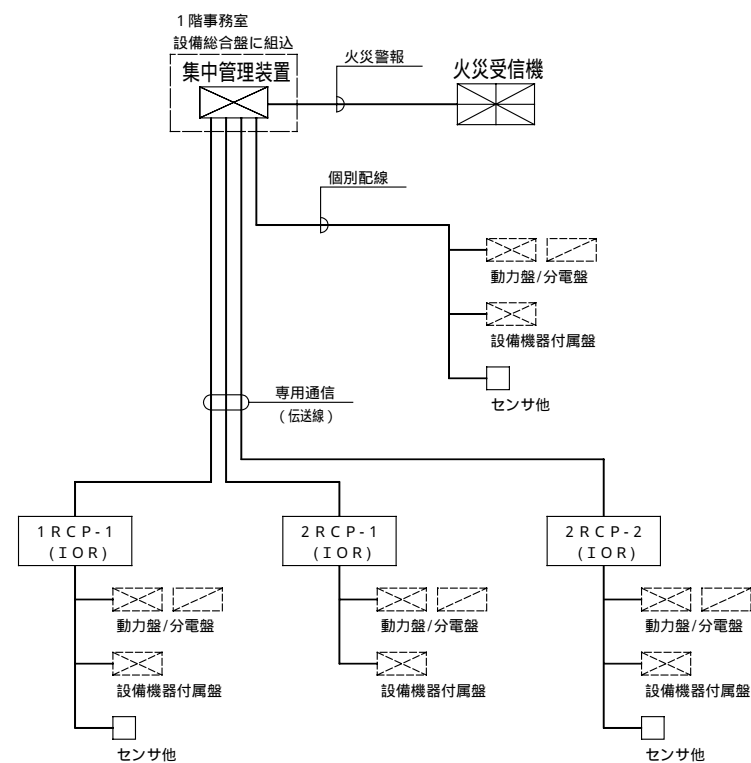 1階事務室
設備総合盤に組込
集中管理装置
火災警報
火災受信機
個別配線
動力盤/分電盤
設備機器付属盤
センサ他
専用通信
(伝送線)
1RCP-1
(IOR)
2RCP-1
(IOR)
2RCP-2
(IOR)
動力盤/分電盤
動力盤/分電盤
動力盤/分電盤
設備機器付属盤
設備機器付属盤
設備機器付属盤
センサ他
センサ他